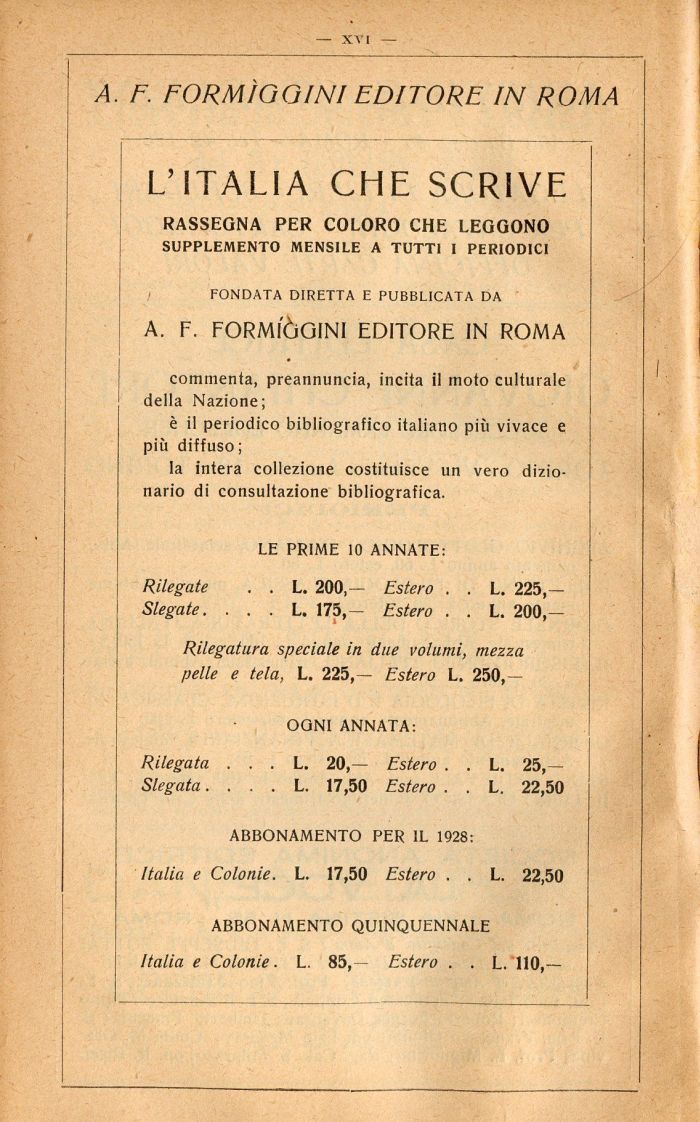 — XVI —
A. F. FORMÌGGINI EDITORE IN ROMA
L'ITALIA CHE SCRIVE
RASSEGNA PER COLORO CHE LEGGONO
SUPPLEMENTO MENSILE A TUTTI I PERIODICI
FONDATA DIRETTA E PUBBLICATA DA
A. F. FORMÍGGINI EDITORE IN ROMA
commenta, preannuncia, incita il moto culturale
della Nazione;
è il periodico bibliografico italiano più vivace e
più diffuso;
la intera collezione costituisce un vero dizio-
nario di consultazione bibliografica.
LE PRIME 10 ANNATE:
Rilegate . . L. 200,— Estero . . L. 225,—
Slegate. . . . L. 175,— Estero . . L. 200,—
Rilegatura speciale in due volumi, mezza
pelle e tela, L. 225,— Estero L. 250,—
OGNI ANNATA:
Rilegata . . . L. 20,— Estero . . L. 25,—
Slegata . . . . L. 17,50 Estero . . L. 22,50
ABBONAMENTO PER IL 1928:
Italia e Colonie. L. 17,50 Estero . . L. 22,50
ABBONAMENTO QUINQUENNALE
Italia e Colonie. L. 85,— Estero . . L. 110,—